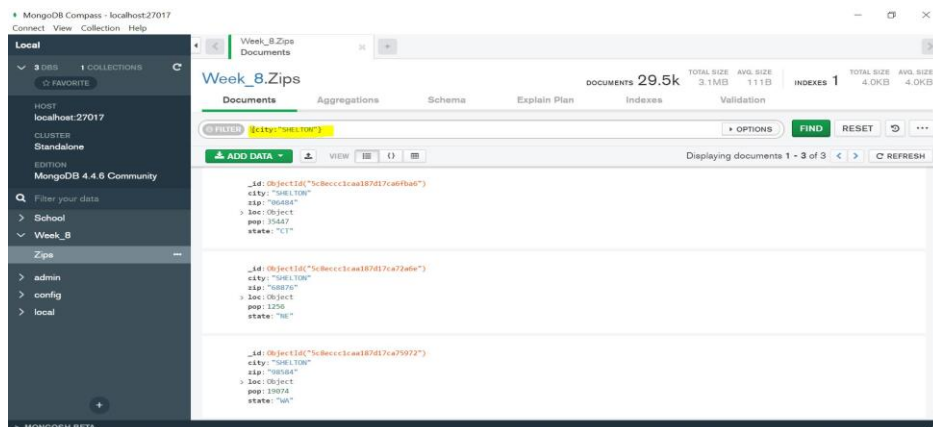 MongoDB Compass - localhost:27017
Connect View Collection Help
Local
3 DBS 1 COLLECTIONS
FAVORITE
HOST
localhost:27017
CLUSTER
Standalone
EDITION
MongoDB 4.4.6 Community
Filter your data
School
Week_8
Zips
admin
config
local
Week_8.Zips
Documents
Week_8.Zips
DOCUMENTS 29.5k TOTAL SIZE 3.1MB AVG. SIZE 111B INDEXES 1 TOTAL SIZE 4.0KB AVG. SIZE 4.0KB
Documents Aggregations Schema Explain Plan Indexes Validation
FILTER {city:"SHELTON"} OPTIONS FIND RESET
ADD DATA VIEW Displaying documents 1 - 3 of 3 REFRESH
_id: ObjectId("5c8eccc1caa187d17ca6fba6")
city: "SHELTON"
zip: "06484"
loc: Object
pop: 35447
state: "CT"
_id: ObjectId("5c8eccc1caa187d17ca72a6e")
city: "SHELTON"
zip: "68876"
loc: Object
pop: 1256
state: "NE"
_id: ObjectId("5c8eccc1caa187d17ca75972")
city: "SHELTON"
zip: "98584"
loc: Object
pop: 19074
state: "WA"
MONGOSH BETA